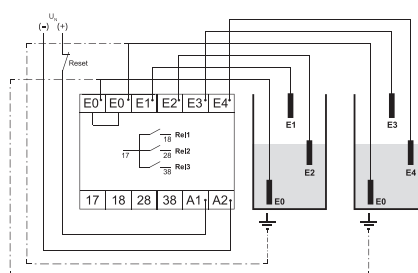 UN
(-) (+)
Reset
E0 E0 E1 E2 E3 E4
18 Rel1
17 28 Rel2
38 Rel3
17 18 28 38 A1 A2
E1
E2
E0
E3
E4
E0